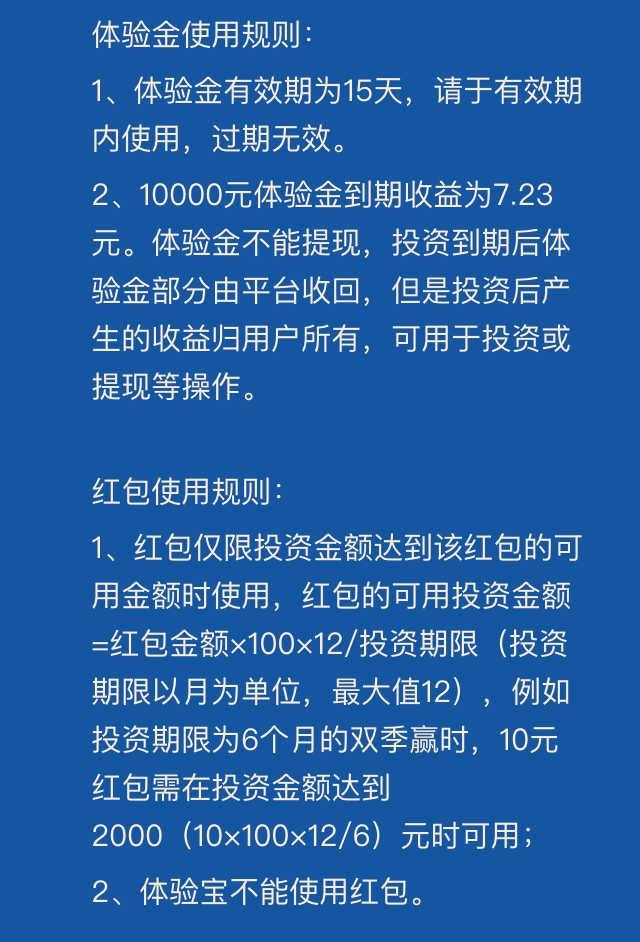 体验金使用规则：
1、体验金有效期为15天，请于有效期
内使用，过期无效。
2、10000元体验金到期收益为7.23
元。体验金不能提现，投资到期后体
验金部分由平台收回，但是投资后产
生的收益归用户所有，可用于投资或
提现等操作。
红包使用规则：
1、红包仅限投资金额达到该红包的可
用金额时使用，红包的可用投资金额
=红包金额×100×12/投资期限（投资
期限以月为单位，最大值12），例如
投资期限为6个月的双季赢时，10元
红包需在投资金额达到
2000（10×100×12/6）元时可用；
2、体验宝不能使用红包。